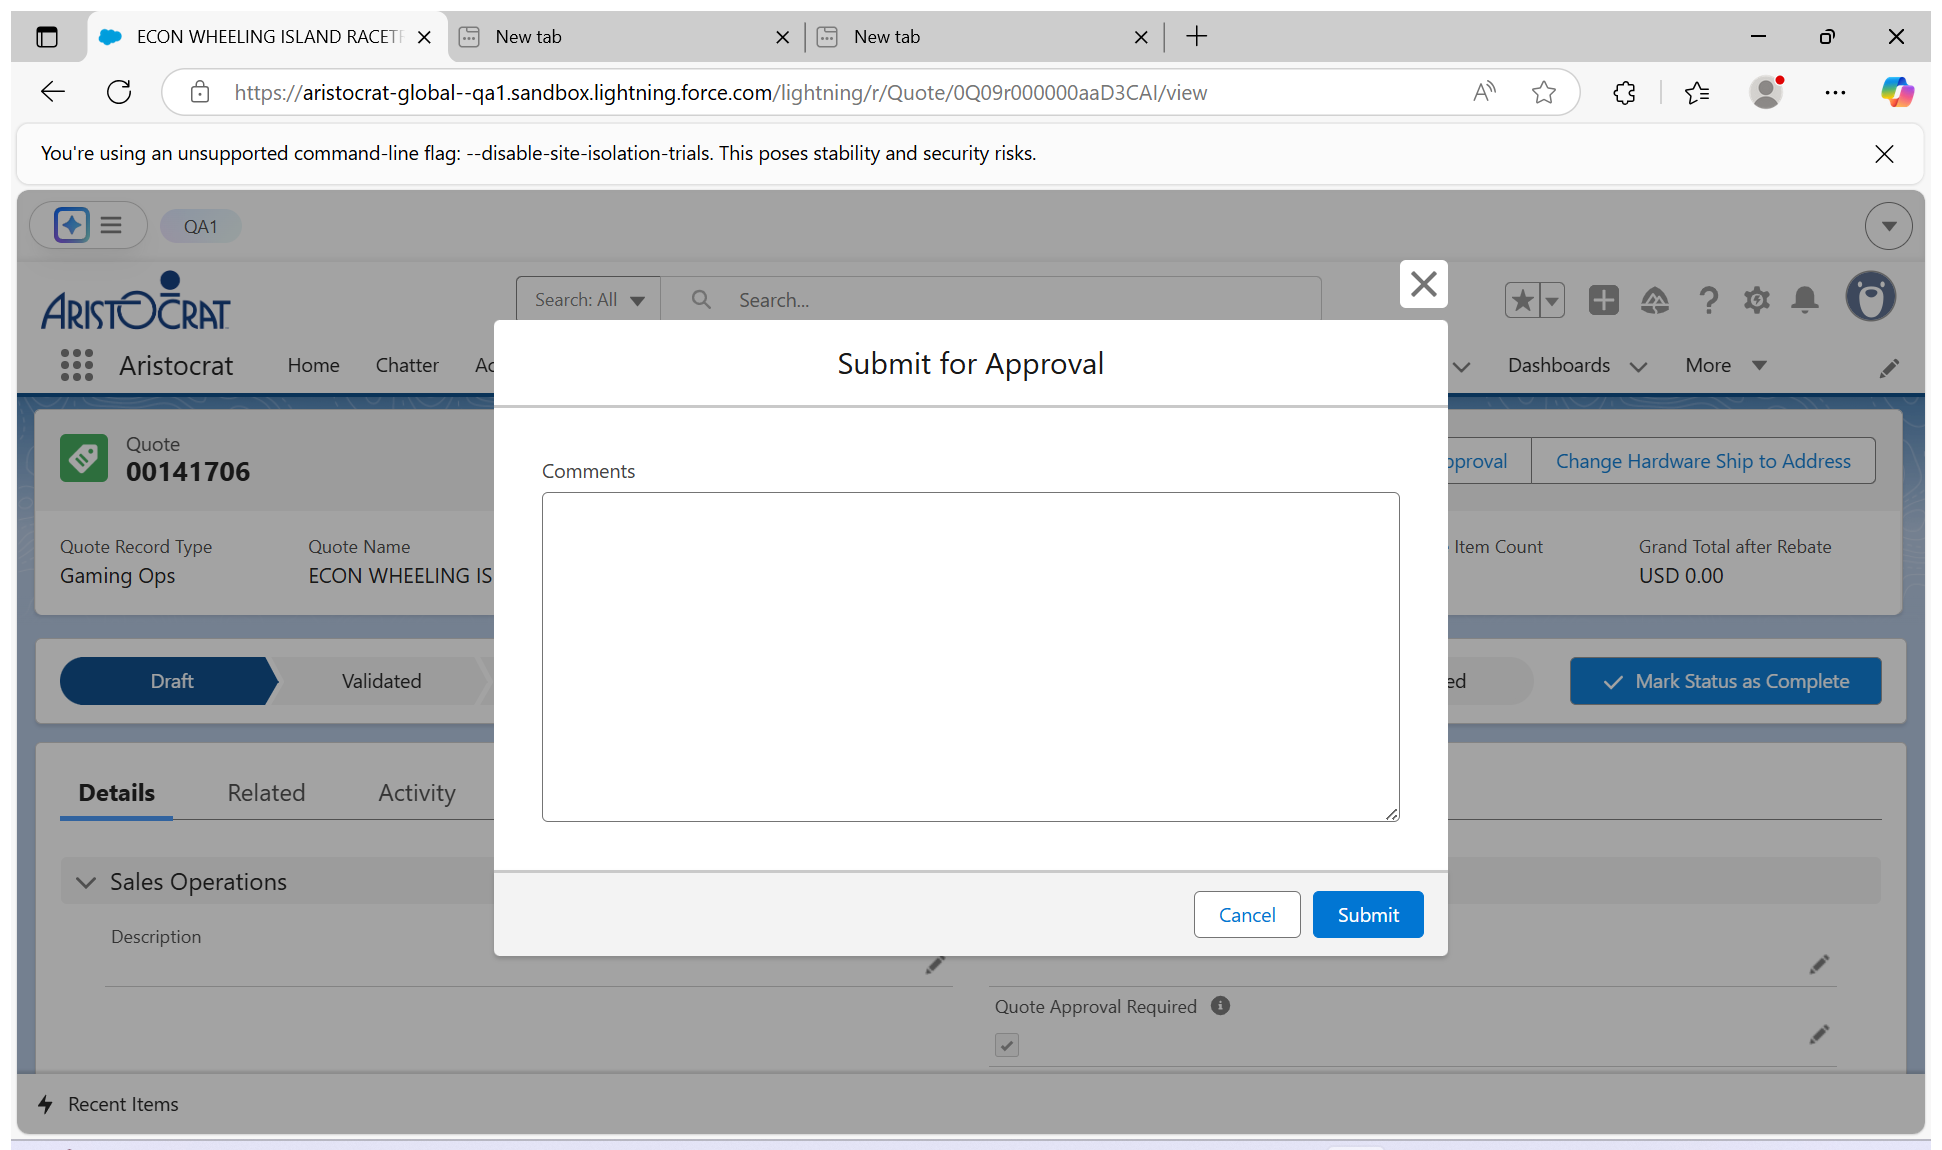 ECON WHEELING ISLAND RACET
New tab
New tab
https://aristocrat-global--qa1.sandbox.lightning.force.com/lightning/r/Quote/0Q09r000000aaD3CAI/view
You're using an unsupported command-line flag: --disable-site-isolation-trials. This poses stability and security risks.
QA1
ARISTOCRAT
Search: All
Search...
Aristocrat
Home
Chatter
Ac
Dashboards
More
Submit for Approval
Quote
00141706
pproval
Change Hardware Ship to Address
Comments
Quote Record Type
Gaming Ops
Quote Name
ECON WHEELING IS
Item Count
Grand Total after Rebate
USD 0.00
Draft
Validated
ed
Mark Status as Complete
Details
Related
Activity
Sales Operations
Cancel
Submit
Description
Quote Approval Required
Recent Items